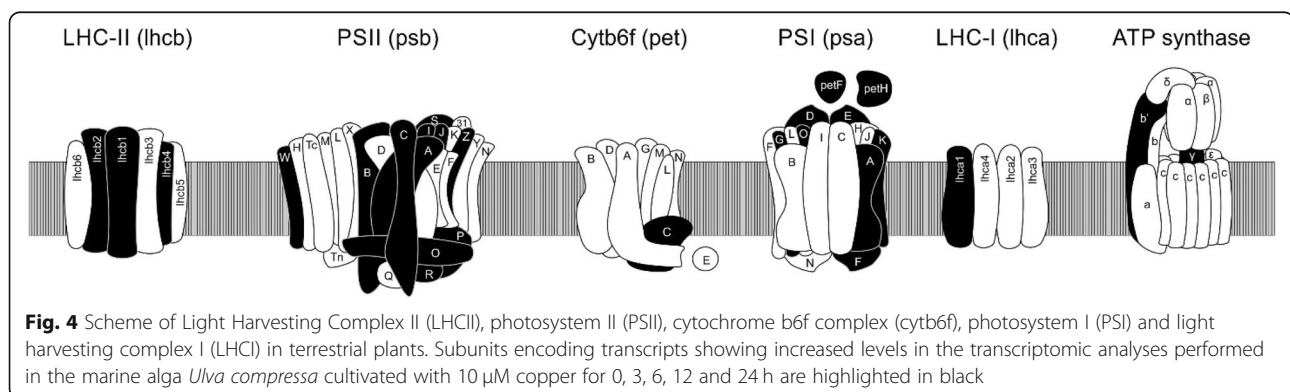 LHC-II (lhcb) PSII (psb) Cytb6f (pet) PSI (psa) LHC-I (lhca) ATP synthase
lhcb6 lhcb2 lhcb1 lhcb3 lhcb4 lhcb5
W H Tc M L X D B C S 31 I J K Z Y N A E F P O Tn Q R
B D A G M N L C E
petF petH
D E F G L O I C H J K B A N F
lhca1 lhca4 lhca2 lhca3
δ α α β b' b γ ε a c c c c c c
Fig. 4 Scheme of Light Harvesting Complex II (LHCII), photosystem II (PSII), cytochrome b6f complex (cytb6f), photosystem I (PSI) and light
harvesting complex I (LHCI) in terrestrial plants. Subunits encoding transcripts showing increased levels in the transcriptomic analyses performed
in the marine alga Ulva compressa cultivated with 10 μM copper for 0, 3, 6, 12 and 24 h are highlighted in black